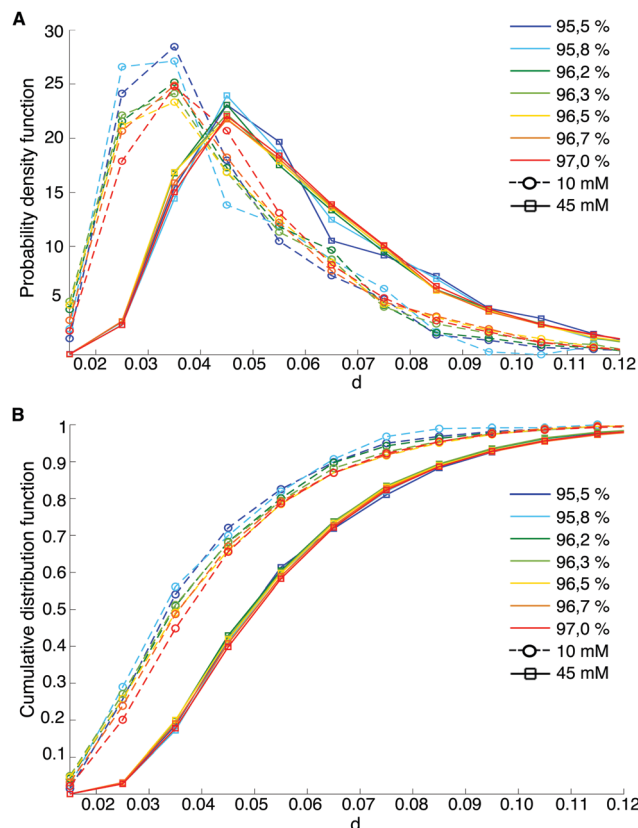 A
Probability density function
30
25
20
15
10
5
0.02 0.03 0.04 0.05 0.06 0.07 0.08 0.09 0.10 0.11 0.12
d
95,5 %
95,8 %
96,2 %
96,3 %
96,5 %
96,7 %
97,0 %
10 mM
45 mM
B
Cumulative distribution function
1
0.9
0.8
0.7
0.6
0.5
0.4
0.3
0.2
0.1
0.02 0.03 0.04 0.05 0.06 0.07 0.08 0.09 0.10 0.11 0.12
d
95,5 %
95,8 %
96,2 %
96,3 %
96,5 %
96,7 %
97,0 %
10 mM
45 mM